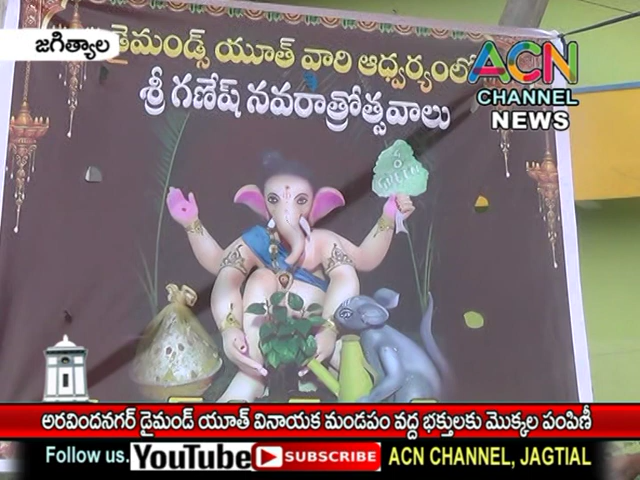 జగిత్యాల
డైమండ్స్ యూత్ వారి ఆధ్వర్యంలో
శ్రీ గణేష్ నవరాత్రోత్సవాలు
ACN
CHANNEL
NEWS
GREEN
అరవిందనగర్ డైమండ్ యూత్ వినాయక మండపం వద్ద భక్తులకు మొక్కల పంపిణీ
Follow us. YouTube SUBSCRIBE ACN CHANNEL, JAGTIAL